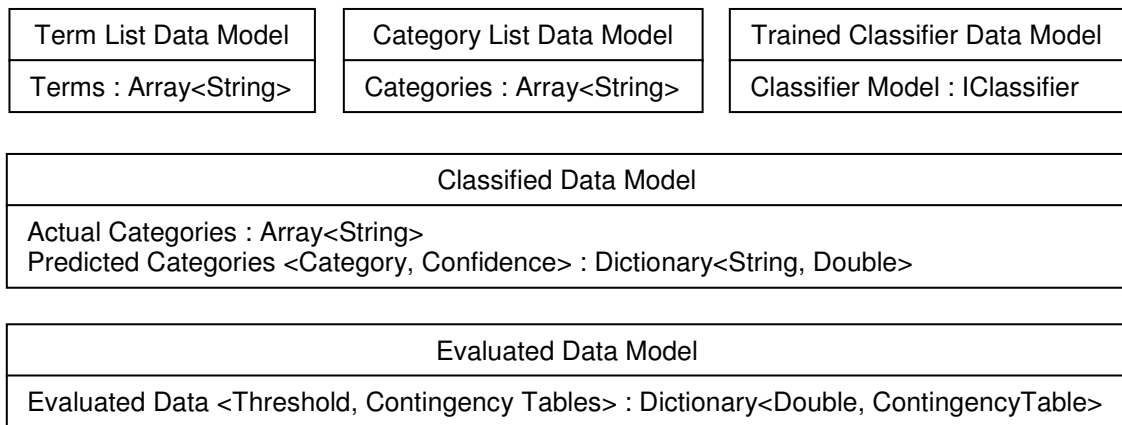 Term List Data Model
Terms : Array<String>
Category List Data Model
Categories : Array<String>
Trained Classifier Data Model
Classifier Model : IClassifier
Classified Data Model
Actual Categories : Array<String>
Predicted Categories <Category, Confidence> : Dictionary<String, Double>
Evaluated Data Model
Evaluated Data <Threshold, Contingency Tables> : Dictionary<Double, ContingencyTable>